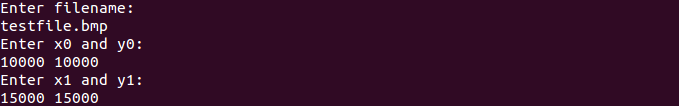 Enter filename:
testfile.bmp
Enter x0 and y0:
10000 10000
Enter x1 and y1:
15000 15000